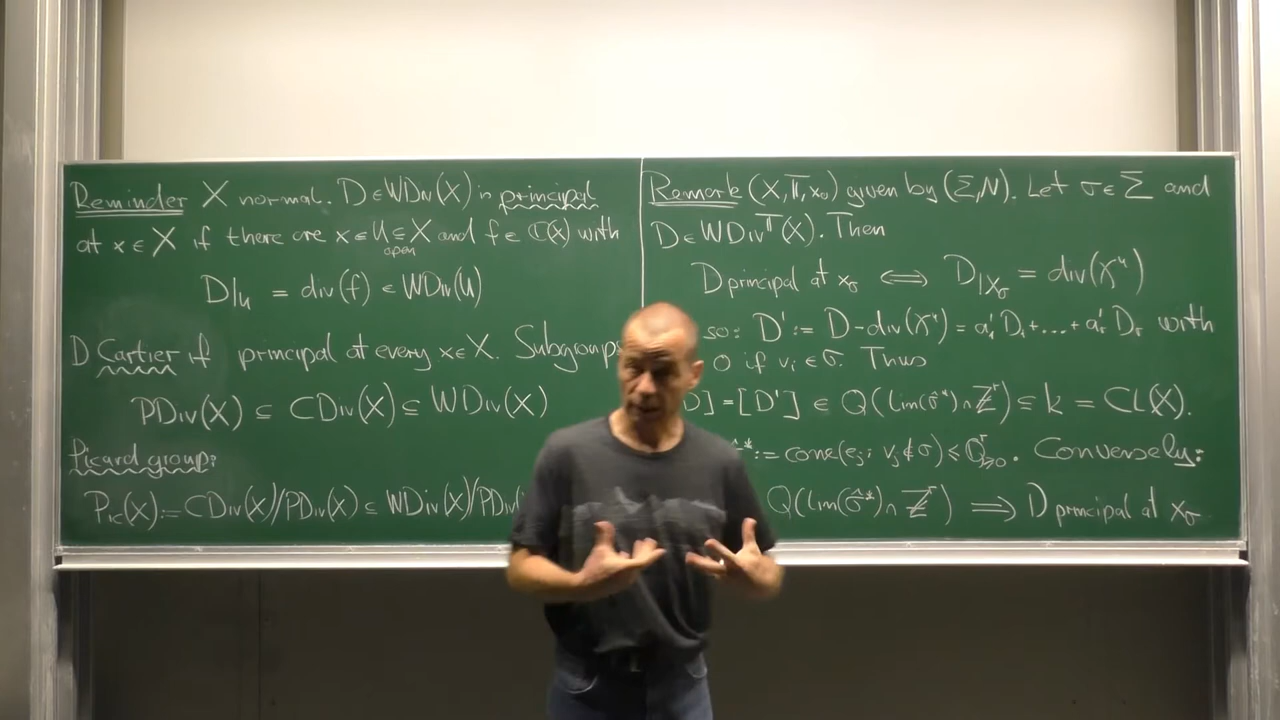 Reminder X normal. D ∈ WDiv(X) is principal
at x ∈ X if there are x ∈ U ⊆ X and f ∈ ℂ(X) with
open
D|u = div(f) ∈ WDiv(U)
D Cartier if principal at every x ∈ X. Subgroups
PDiv(X) ⊆ CDiv(X) ⊆ WDiv(X)
Picard group:
Pic(X) := CDiv(X)/PDiv(X) ⊆ WDiv(X)/PDiv
Remark (X, 𝕋, x₀) given by (Σ, N). Let σ ∈ Σ and
D ∈ WDiv^𝕋(X). Then
D principal at xσ ⟺ D|Xσ = div(χᵘ)
so: D' := D - div(χᵘ) = a'₁ D₁ + ... + a'ᵣ Dᵣ with
0 if vᵢ ∈ σ. Thus
D] = [D'] ∈ Q(lin(σ̂*) ∩ ℤʳ) ⊆ K = Cl(X).
* := cone(eⱼ; vⱼ ∉ σ) ≤ ℚʳ≥0. Conversely:
Q(lin(σ̂*) ∩ ℤʳ) ⟹ D principal at xσ